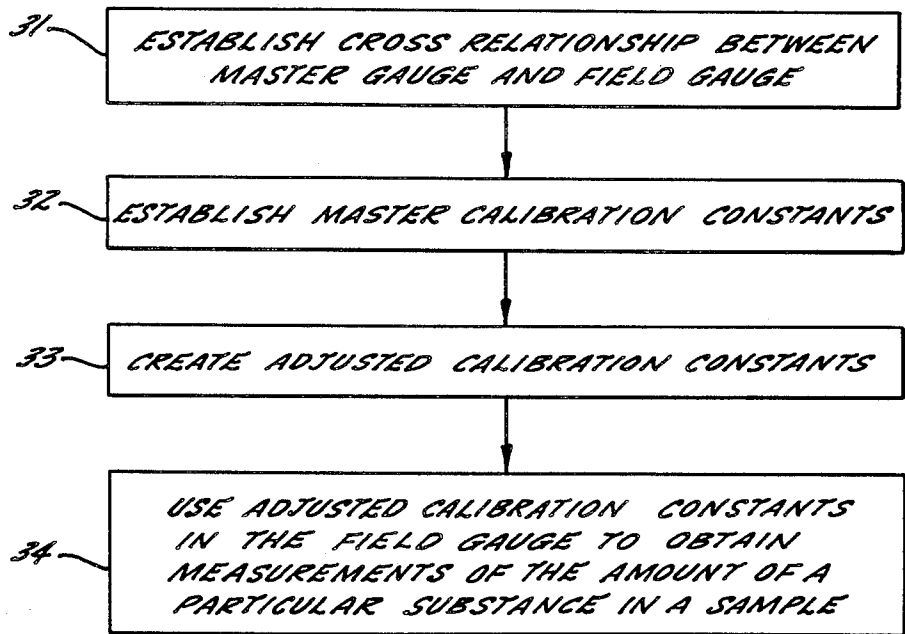 31
ESTABLISH CROSS RELATIONSHIP BETWEEN
MASTER GAUGE AND FIELD GAUGE
32
ESTABLISH MASTER CALIBRATION CONSTANTS
33
CREATE ADJUSTED CALIBRATION CONSTANTS
34
USE ADJUSTED CALIBRATION CONSTANTS
IN THE FIELD GAUGE TO OBTAIN
MEASUREMENTS OF THE AMOUNT OF A
PARTICULAR SUBSTANCE IN A SAMPLE